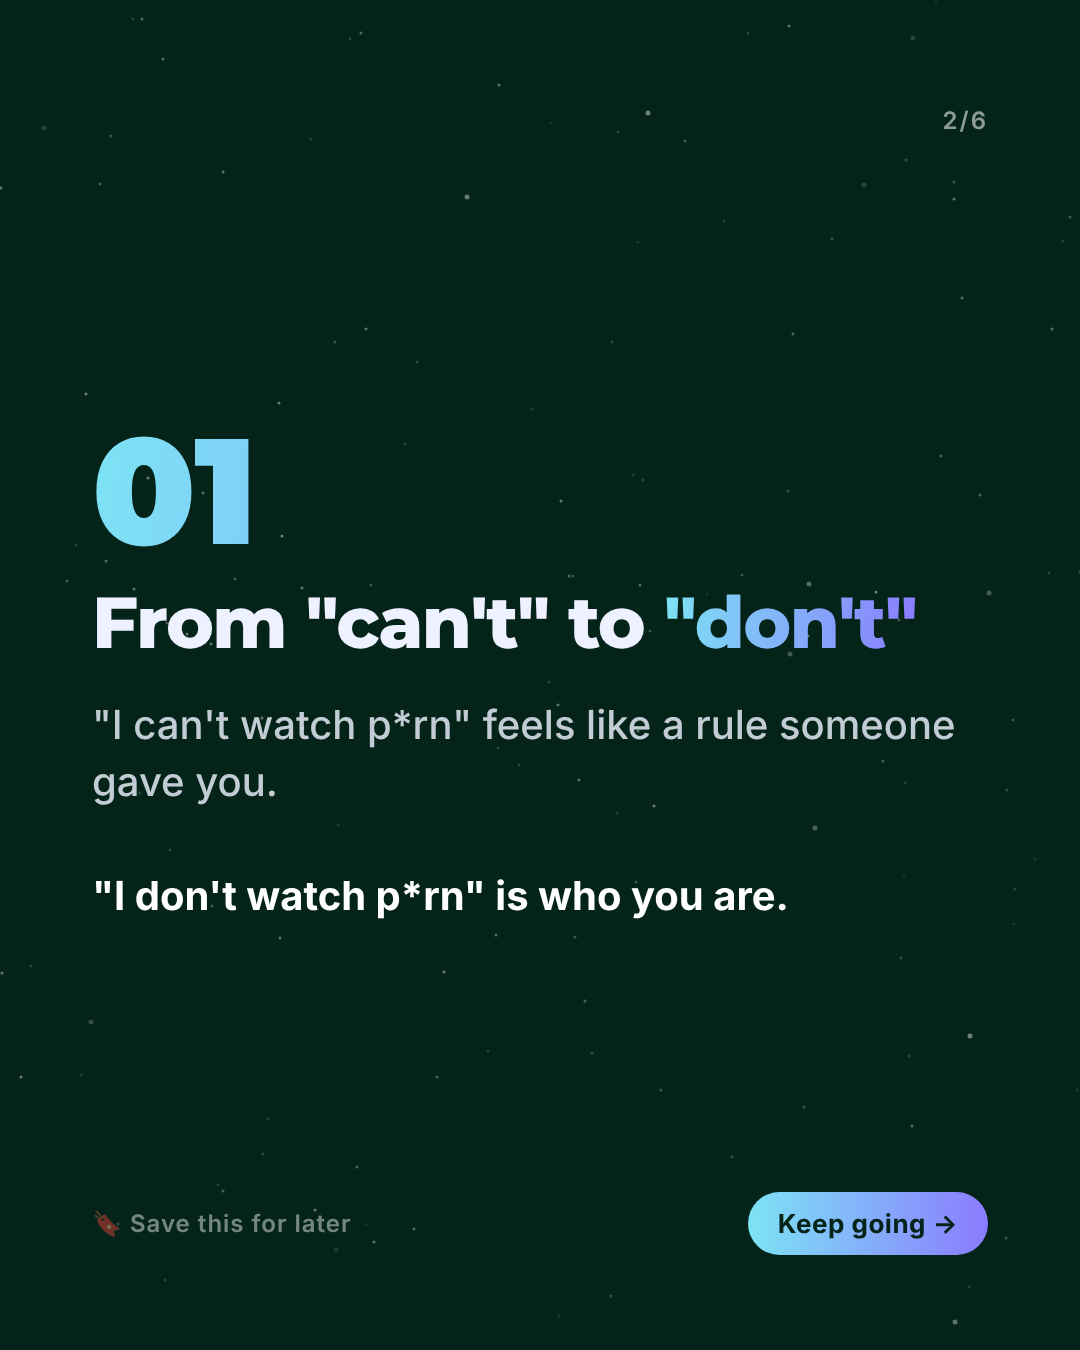 2/6
01
From "can't" to "don't"
"I can't watch p*rn" feels like a rule someone
gave you.
"I don't watch p*rn" is who you are.
🔖 Save this for later
Keep going →